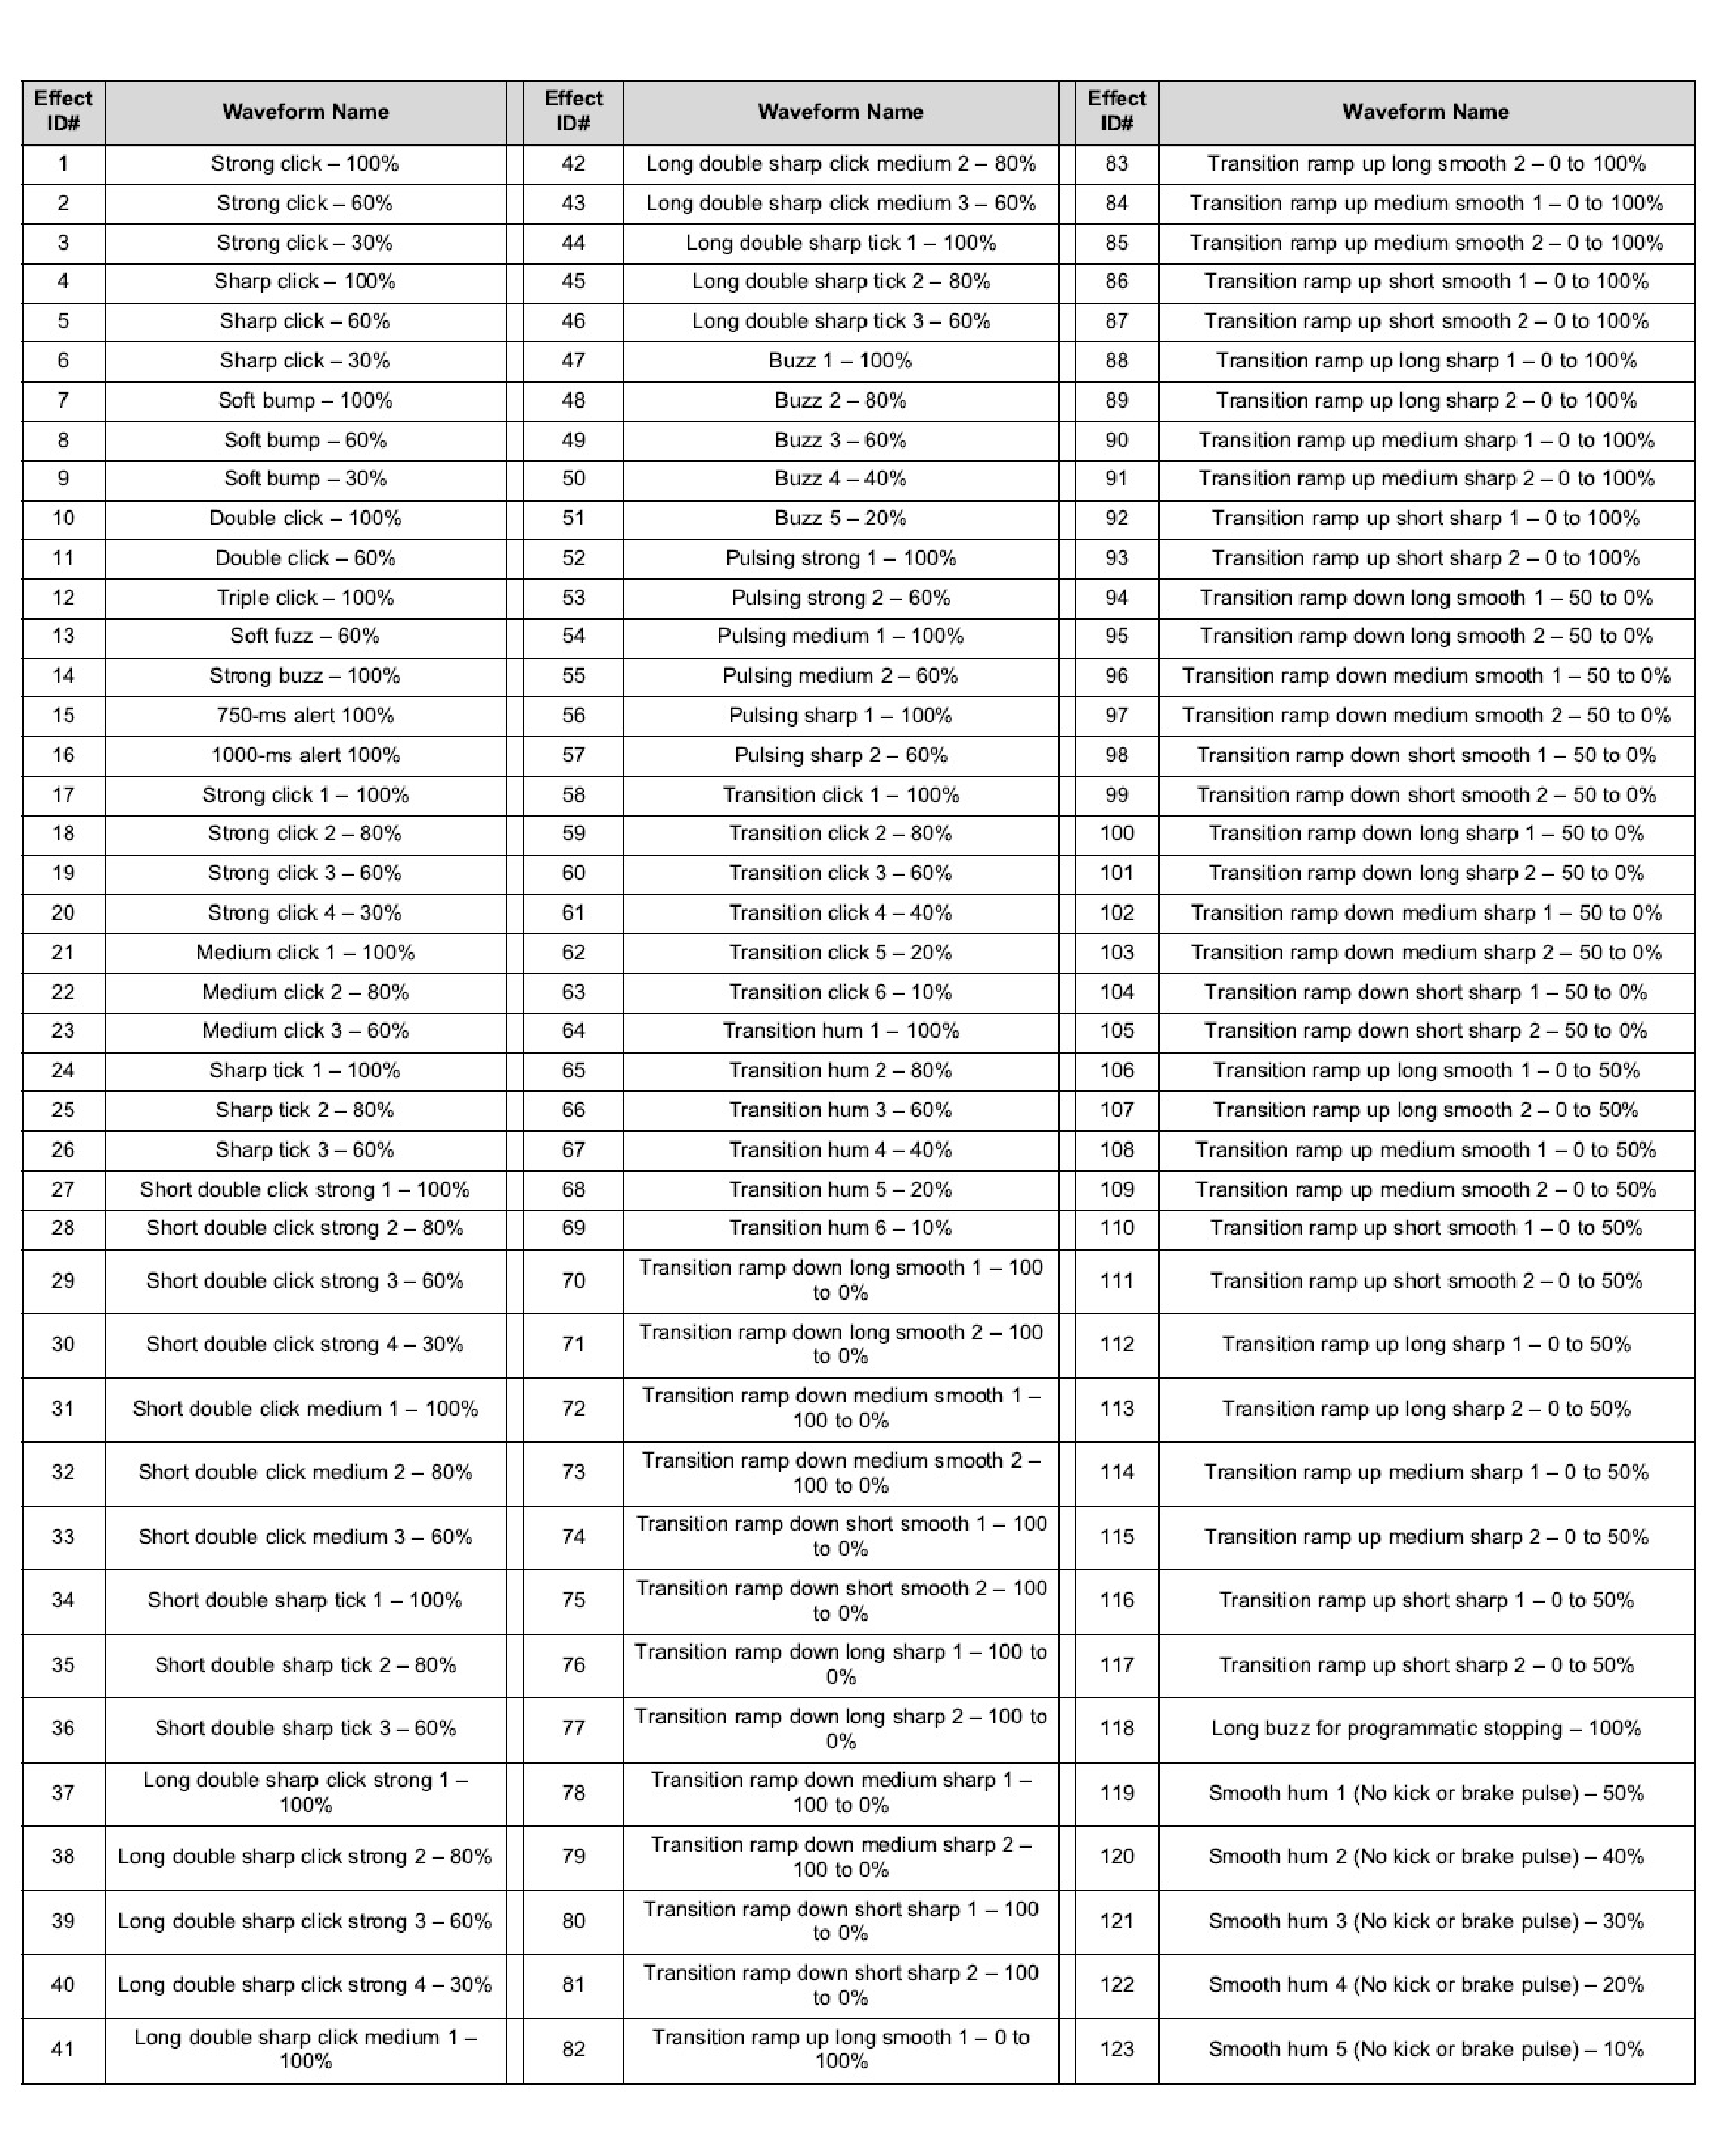 Effect ID# Waveform Name Effect ID# Waveform Name Effect ID# Waveform Name
1 Strong click – 100% 42 Long double sharp click medium 2 – 80% 83 Transition ramp up long smooth 2 – 0 to 100%
2 Strong click – 60% 43 Long double sharp click medium 3 – 60% 84 Transition ramp up medium smooth 1 – 0 to 100%
3 Strong click – 30% 44 Long double sharp tick 1 – 100% 85 Transition ramp up medium smooth 2 – 0 to 100%
4 Sharp click – 100% 45 Long double sharp tick 2 – 80% 86 Transition ramp up short smooth 1 – 0 to 100%
5 Sharp click – 60% 46 Long double sharp tick 3 – 60% 87 Transition ramp up short smooth 2 – 0 to 100%
6 Sharp click – 30% 47 Buzz 1 – 100% 88 Transition ramp up long sharp 1 – 0 to 100%
7 Soft bump – 100% 48 Buzz 2 – 80% 89 Transition ramp up long sharp 2 – 0 to 100%
8 Soft bump – 60% 49 Buzz 3 – 60% 90 Transition ramp up medium sharp 1 – 0 to 100%
9 Soft bump – 30% 50 Buzz 4 – 40% 91 Transition ramp up medium sharp 2 – 0 to 100%
10 Double click – 100% 51 Buzz 5 – 20% 92 Transition ramp up short sharp 1 – 0 to 100%
11 Double click – 60% 52 Pulsing strong 1 – 100% 93 Transition ramp up short sharp 2 – 0 to 100%
12 Triple click – 100% 53 Pulsing strong 2 – 60% 94 Transition ramp down long smooth 1 – 50 to 0%
13 Soft fuzz – 60% 54 Pulsing medium 1 – 100% 95 Transition ramp down long smooth 2 – 50 to 0%
14 Strong buzz – 100% 55 Pulsing medium 2 – 60% 96 Transition ramp down medium smooth 1 – 50 to 0%
15 750-ms alert 100% 56 Pulsing sharp 1 – 100% 97 Transition ramp down medium smooth 2 – 50 to 0%
16 1000-ms alert 100% 57 Pulsing sharp 2 – 60% 98 Transition ramp down short smooth 1 – 50 to 0%
17 Strong click 1 – 100% 58 Transition click 1 – 100% 99 Transition ramp down short smooth 2 – 50 to 0%
18 Strong click 2 – 80% 59 Transition click 2 – 80% 100 Transition ramp down long sharp 1 – 50 to 0%
19 Strong click 3 – 60% 60 Transition click 3 – 60% 101 Transition ramp down long sharp 2 – 50 to 0%
20 Strong click 4 – 30% 61 Transition click 4 – 40% 102 Transition ramp down medium sharp 1 – 50 to 0%
21 Medium click 1 – 100% 62 Transition click 5 – 20% 103 Transition ramp down medium sharp 2 – 50 to 0%
22 Medium click 2 – 80% 63 Transition click 6 – 10% 104 Transition ramp down short sharp 1 – 50 to 0%
23 Medium click 3 – 60% 64 Transition hum 1 – 100% 105 Transition ramp down short sharp 2 – 50 to 0%
24 Sharp tick 1 – 100% 65 Transition hum 2 – 80% 106 Transition ramp up long smooth 1 – 0 to 50%
25 Sharp tick 2 – 80% 66 Transition hum 3 – 60% 107 Transition ramp up long smooth 2 – 0 to 50%
26 Sharp tick 3 – 60% 67 Transition hum 4 – 40% 108 Transition ramp up medium smooth 1 – 0 to 50%
27 Short double click strong 1 – 100% 68 Transition hum 5 – 20% 109 Transition ramp up medium smooth 2 – 0 to 50%
28 Short double click strong 2 – 80% 69 Transition hum 6 – 10% 110 Transition ramp up short smooth 1 – 0 to 50%
29 Short double click strong 3 – 60% 70 Transition ramp down long smooth 1 – 100 to 0% 111 Transition ramp up short smooth 2 – 0 to 50%
30 Short double click strong 4 – 30% 71 Transition ramp down long smooth 2 – 100 to 0% 112 Transition ramp up long sharp 1 – 0 to 50%
31 Short double click medium 1 – 100% 72 Transition ramp down medium smooth 1 – 100 to 0% 113 Transition ramp up long sharp 2 – 0 to 50%
32 Short double click medium 2 – 80% 73 Transition ramp down medium smooth 2 – 100 to 0% 114 Transition ramp up medium sharp 1 – 0 to 50%
33 Short double click medium 3 – 60% 74 Transition ramp down short smooth 1 – 100 to 0% 115 Transition ramp up medium sharp 2 – 0 to 50%
34 Short double sharp tick 1 – 100% 75 Transition ramp down short smooth 2 – 100 to 0% 116 Transition ramp up short sharp 1 – 0 to 50%
35 Short double sharp tick 2 – 80% 76 Transition ramp down long sharp 1 – 100 to 0% 117 Transition ramp up short sharp 2 – 0 to 50%
36 Short double sharp tick 3 – 60% 77 Transition ramp down long sharp 2 – 100 to 0% 118 Long buzz for programmatic stopping – 100%
37 Long double sharp click strong 1 – 100% 78 Transition ramp down medium sharp 1 – 100 to 0% 119 Smooth hum 1 (No kick or brake pulse) – 50%
38 Long double sharp click strong 2 – 80% 79 Transition ramp down medium sharp 2 – 100 to 0% 120 Smooth hum 2 (No kick or brake pulse) – 40%
39 Long double sharp click strong 3 – 60% 80 Transition ramp down short sharp 1 – 100 to 0% 121 Smooth hum 3 (No kick or brake pulse) – 30%
40 Long double sharp click strong 4 – 30% 81 Transition ramp down short sharp 2 – 100 to 0% 122 Smooth hum 4 (No kick or brake pulse) – 20%
41 Long double sharp click medium 1 – 100% 82 Transition ramp up long smooth 1 – 0 to 100% 123 Smooth hum 5 (No kick or brake pulse) – 10%